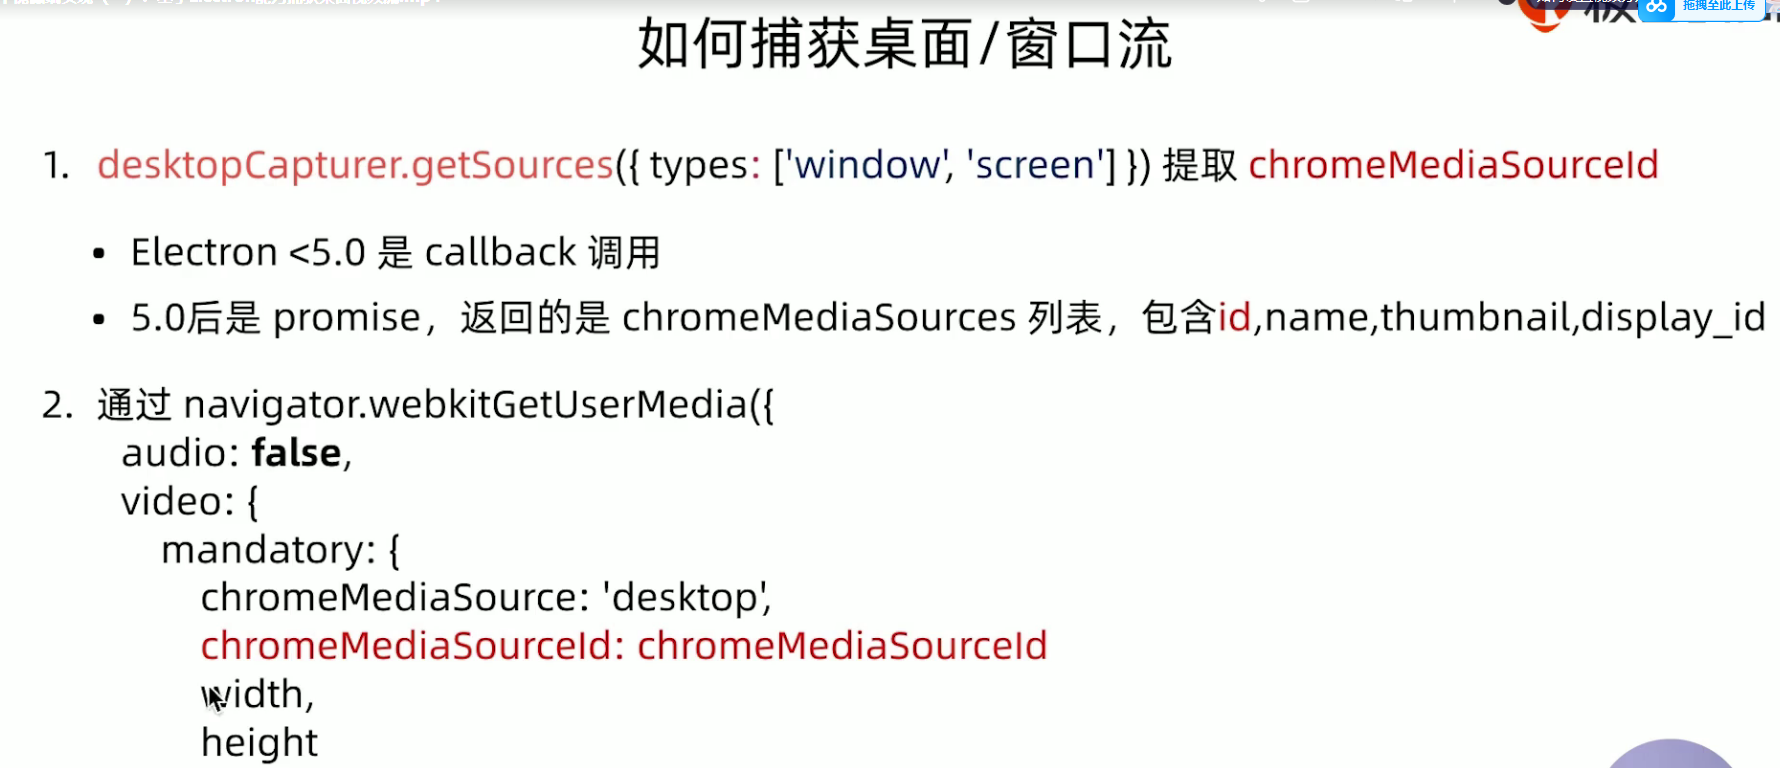 拖拽至此上传
如何捕获桌面/窗口流
1. desktopCapturer.getSources({ types: ['window', 'screen'] }) 提取 chromeMediaSourceId
• Electron <5.0 是 callback 调用
• 5.0后是 promise，返回的是 chromeMediaSources 列表，包含id,name,thumbnail,display_id
2. 通过 navigator.webkitGetUserMedia({
audio: false,
video: {
mandatory: {
chromeMediaSource: 'desktop',
chromeMediaSourceId: chromeMediaSourceId
width,
height